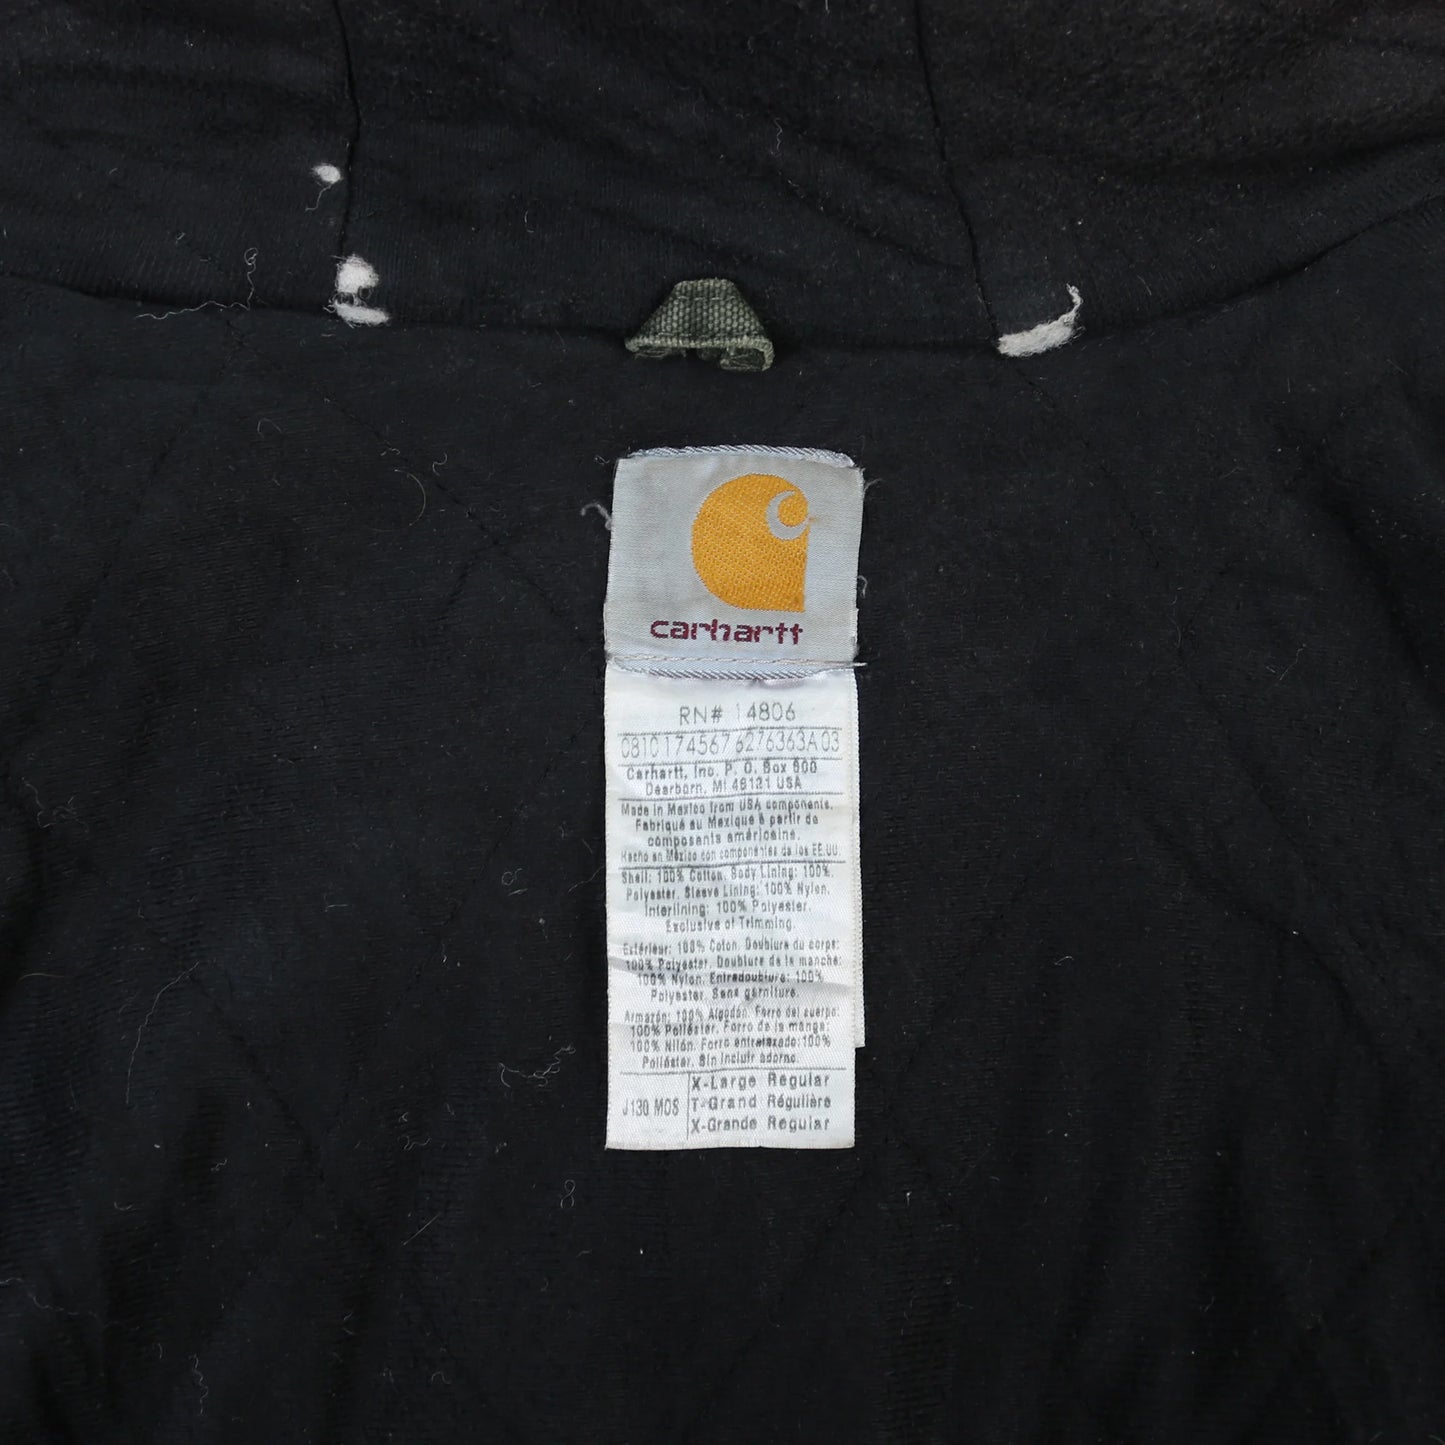 carhartt
RN# 14806
08101745676276363A03
Carhartt, Inc. P. O. Box 600
Dearborn, MI 48121 USA
Made in Mexico from USA components.
Fabriqué au Mexique à partir de
composants américains.
Hecho en México con componentes de los EE.UU.
Shell: 100% Cotton. Body Lining: 100%
Polyester. Sleeve Lining: 100% Nylon.
Interlining: 100% Polyester.
Exclusive of Trimming.
Extérieur: 100% Coton. Doublure du corps:
100% Polyester. Doublure de la manche:
100% Nylon. Entredoublure: 100%
Polyester. Sans garniture.
Armazón: 100% Algodón. Forro del cuerpo:
100% Poliéster. Forro de la manga:
100% Nilón. Forro entrelazado:100%
Poliéster. Sin incluir adorno.
J130 MOS
X-Large Regular
T-Grand Régulière
X-Grande Regular